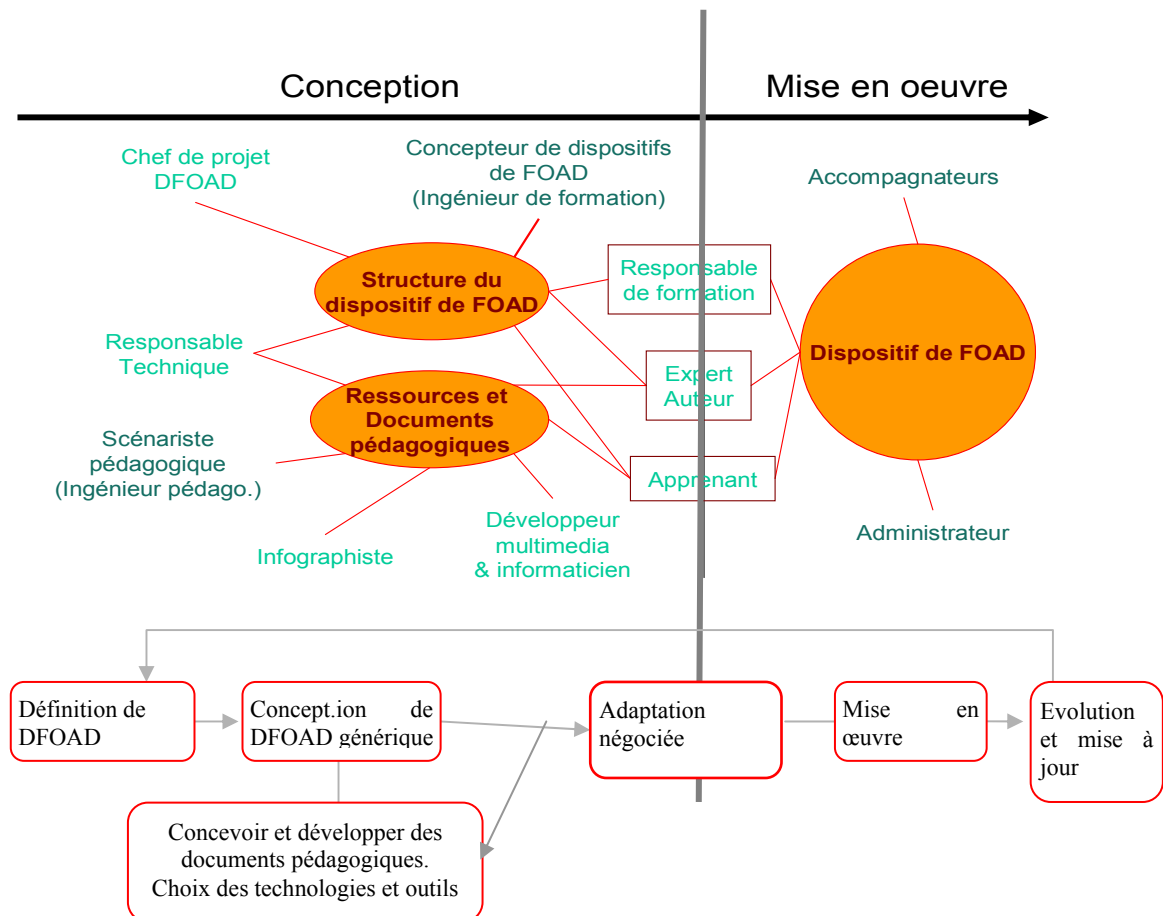 Conception
Mise en oeuvre
Chef de projet
DFOAD
Concepteur de dispositifs
de FOAD
(Ingénieur de formation)
Accompagnateurs
Structure du
dispositif de FOAD
Responsable
de formation
Responsable
Technique
Dispositif de FOAD
Expert
Auteur
Ressources et
Documents
pédagogiques
Scénariste
pédagogique
(Ingénieur pédago.)
Apprenant
Infographiste
Développeur
multimedia
& informaticien
Administrateur
Définition de
DFOAD
Concept.ion de
DFOAD générique
Adaptation
négociée
Mise en
œuvre
Evolution
et mise à
jour
Concevoir et développer des
documents pédagogiques.
Choix des technologies et outils